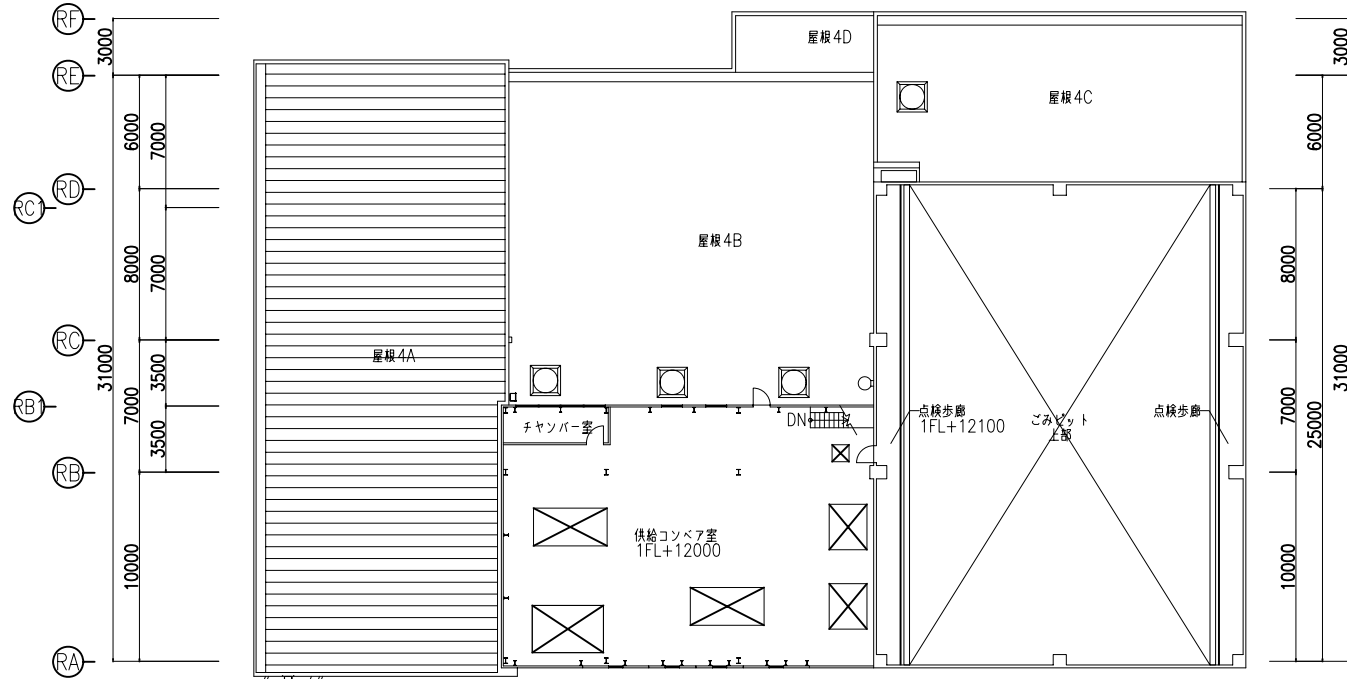 RF
RE
RD
RC1
RC
RB1
RB
RA
3000
31000
6000
8000
7000
10000
7000
7000
3500
3500
屋根4D
屋根4C
屋根4B
屋根4A
チヤンバー室
DN
点検歩廊
1FL+12100
ごみピット
上部
点検歩廊
供給コンベア室
1FL+12000
3000
6000
8000
7000
10000
25000
31000